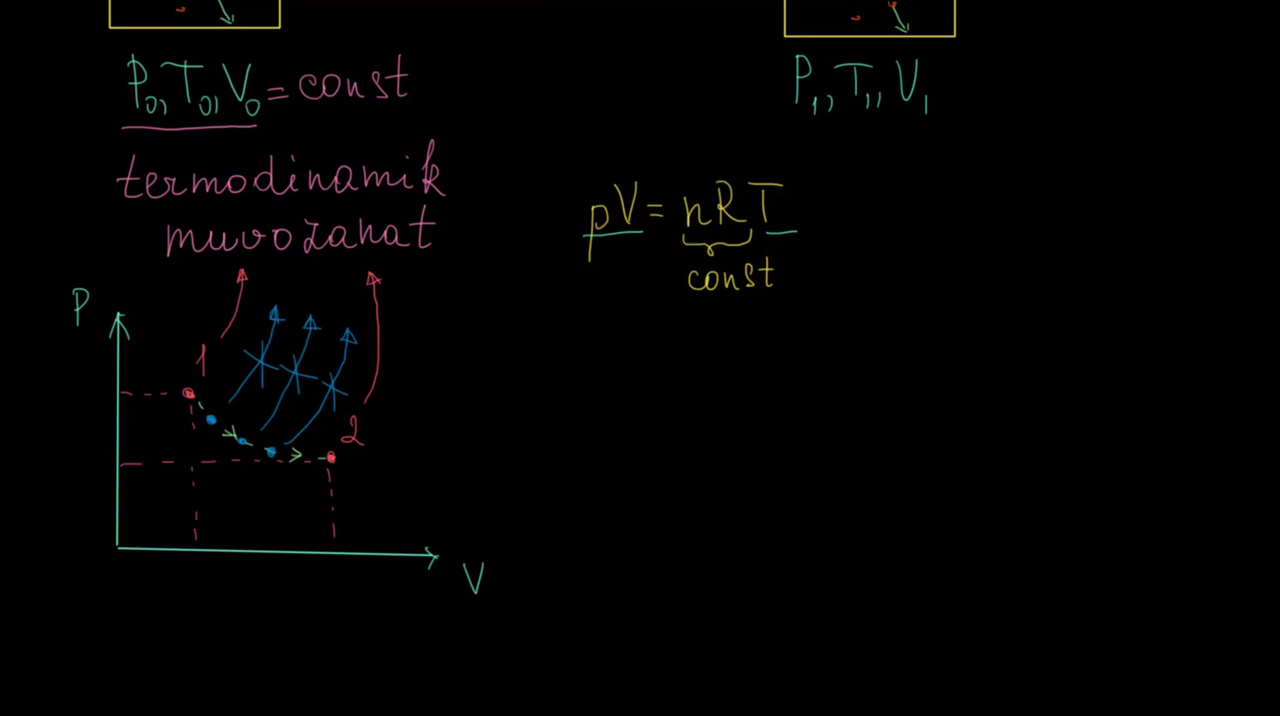 P₀, T₀, V₀ = const
termodinamik
muvozanat
P₁, T₁, V₁
pV = nRT
const
P
1
2
V